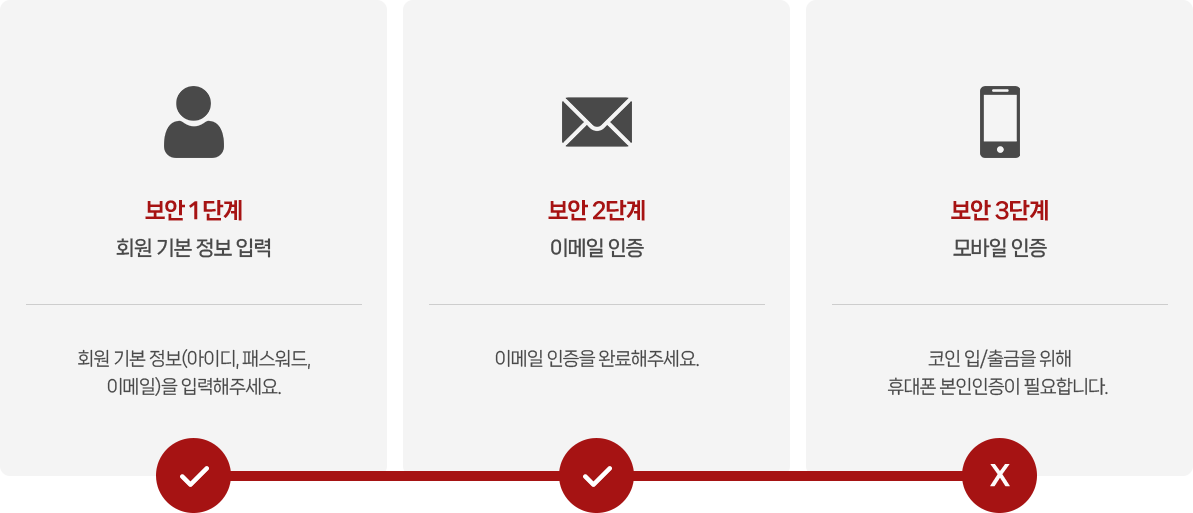 보안 1단계
회원 기본 정보 입력
회원 기본 정보(아이디, 패스워드,
이메일)을 입력해주세요.
보안 2단계
이메일 인증
이메일 인증을 완료해주세요.
보안 3단계
모바일 인증
코인 입/출금을 위해
휴대폰 본인인증이 필요합니다.
X